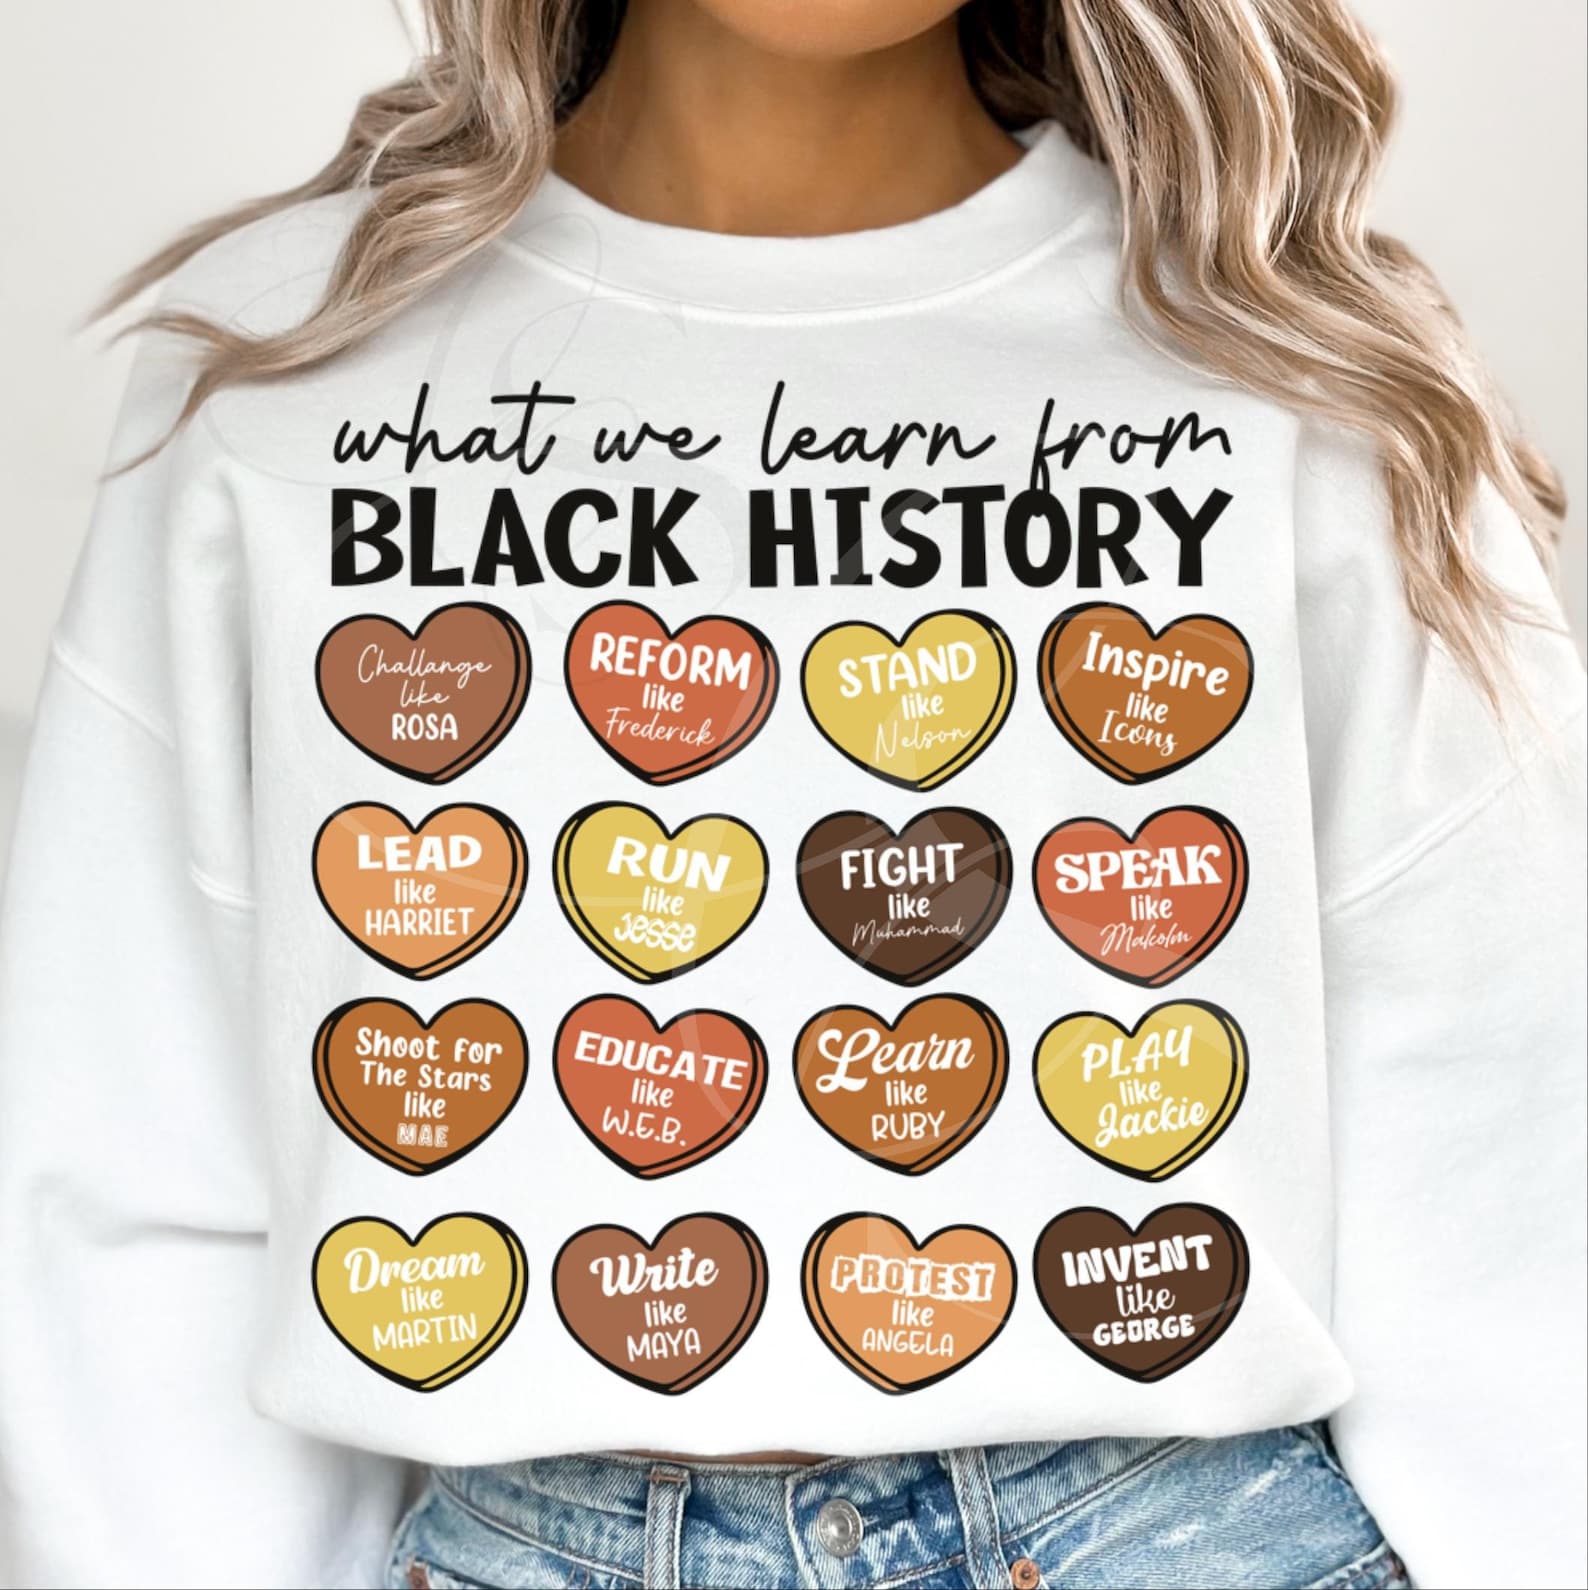 what we learn from
BLACK HISTORY
Challange
like
ROSA
REFORM
like
Frederick
STAND
like
Nelson
Inspire
like
Icons
LEAD
like
HARRIET
RUN
like
Jesse
FIGHT
like
Muhammad
SPEAK
like
Malcolm
Shoot for
The Stars
like
MAE
EDUCATE
like
W.E.B.
Learn
like
RUBY
PLAY
like
Jackie
Dream
like
MARTIN
Write
like
MAYA
PROTEST
like
ANGELA
INVENT
like
GEORGE